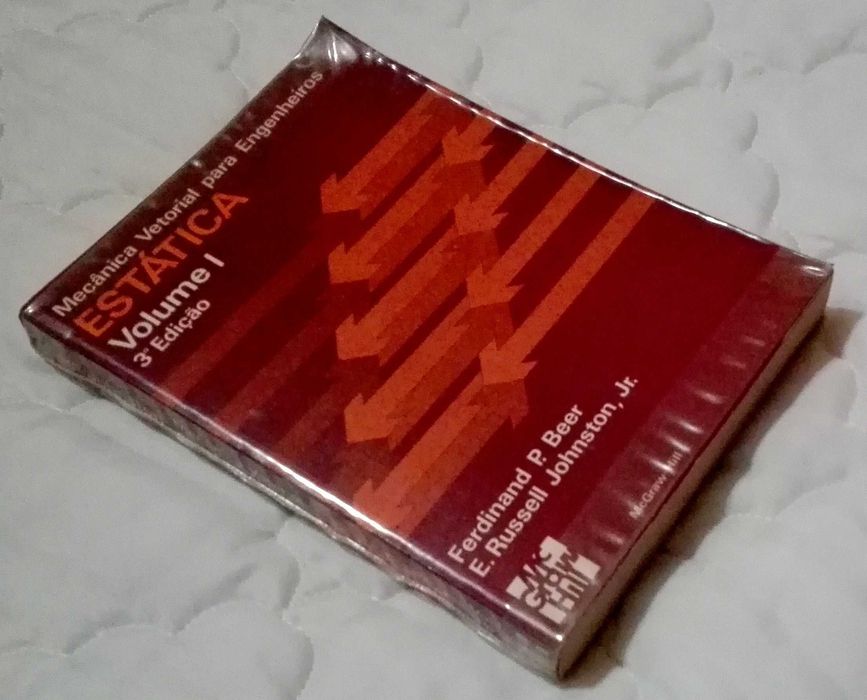 Mecânica Vetorial para Engenheiros
ESTÁTICA
Volume I
3ª Edição
Ferdinand P. Beer
E. Russell Johnston, Jr.
McGraw-Hill
Mc
Graw
Hill